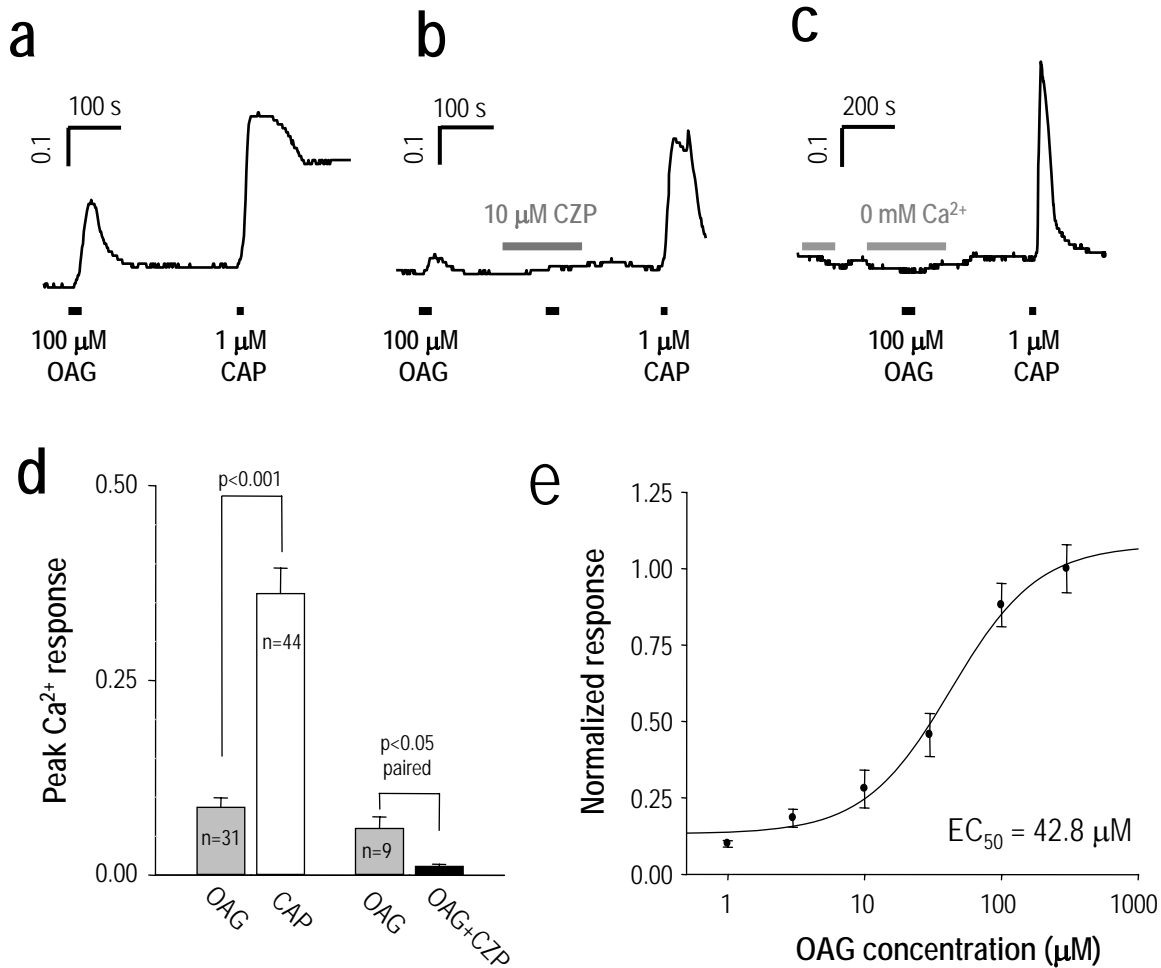 a
100 s
0.1
100 μM
OAG
1 μM
CAP
b
100 s
0.1
10 μM CZP
100 μM
OAG
1 μM
CAP
c
200 s
0.1
0 mM Ca²⁺
100 μM
OAG
1 μM
CAP
d
Peak Ca²⁺ response
0.50
0.25
0.00
p<0.001
n=31
n=44
p<0.05
paired
n=9
OAG
CAP
OAG
OAG+CZP
e
Normalized response
1.25
1.00
0.75
0.50
0.25
0.00
EC₅₀ = 42.8 μM
1 10 100 1000
OAG concentration (μM)